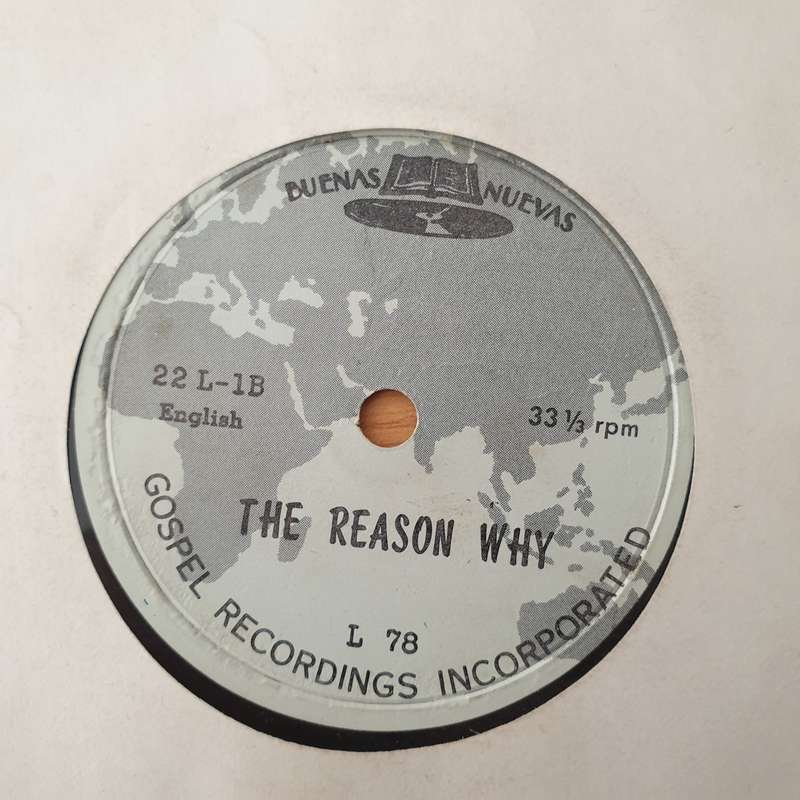 BUENAS NUEVAS
22 L-1B
English
33 ⅓ rpm
THE REASON WHY
L 78
GOSPEL RECORDINGS INCORPORATED